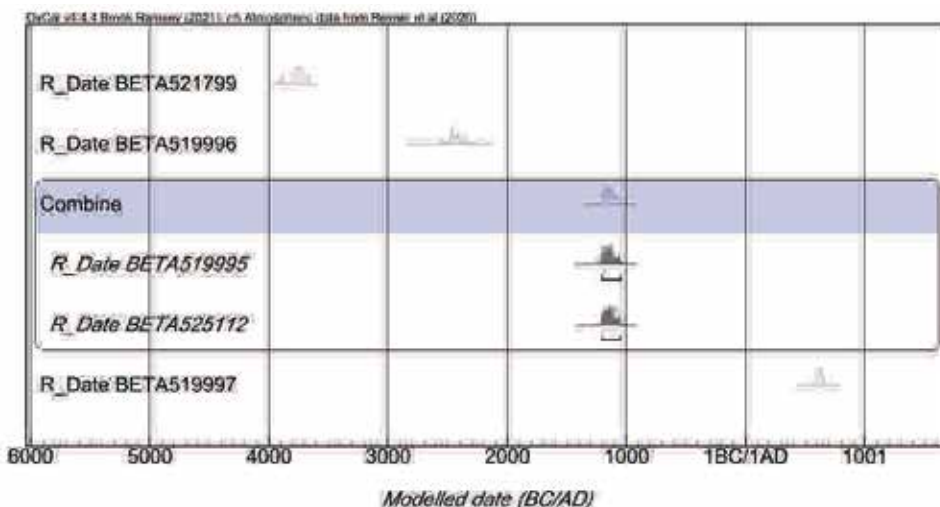 OxCal v4.4.4 Bronk Ramsey (2021); r:5 Atmospheric data from Reimer et al (2020)
R_Date BETA521799
R_Date BETA519996
Combine
R_Date BETA519995
R_Date BETA525112
R_Date BETA519997
6000 5000 4000 3000 2000 1000 1BC/1AD 1001
Modelled date (BC/AD)